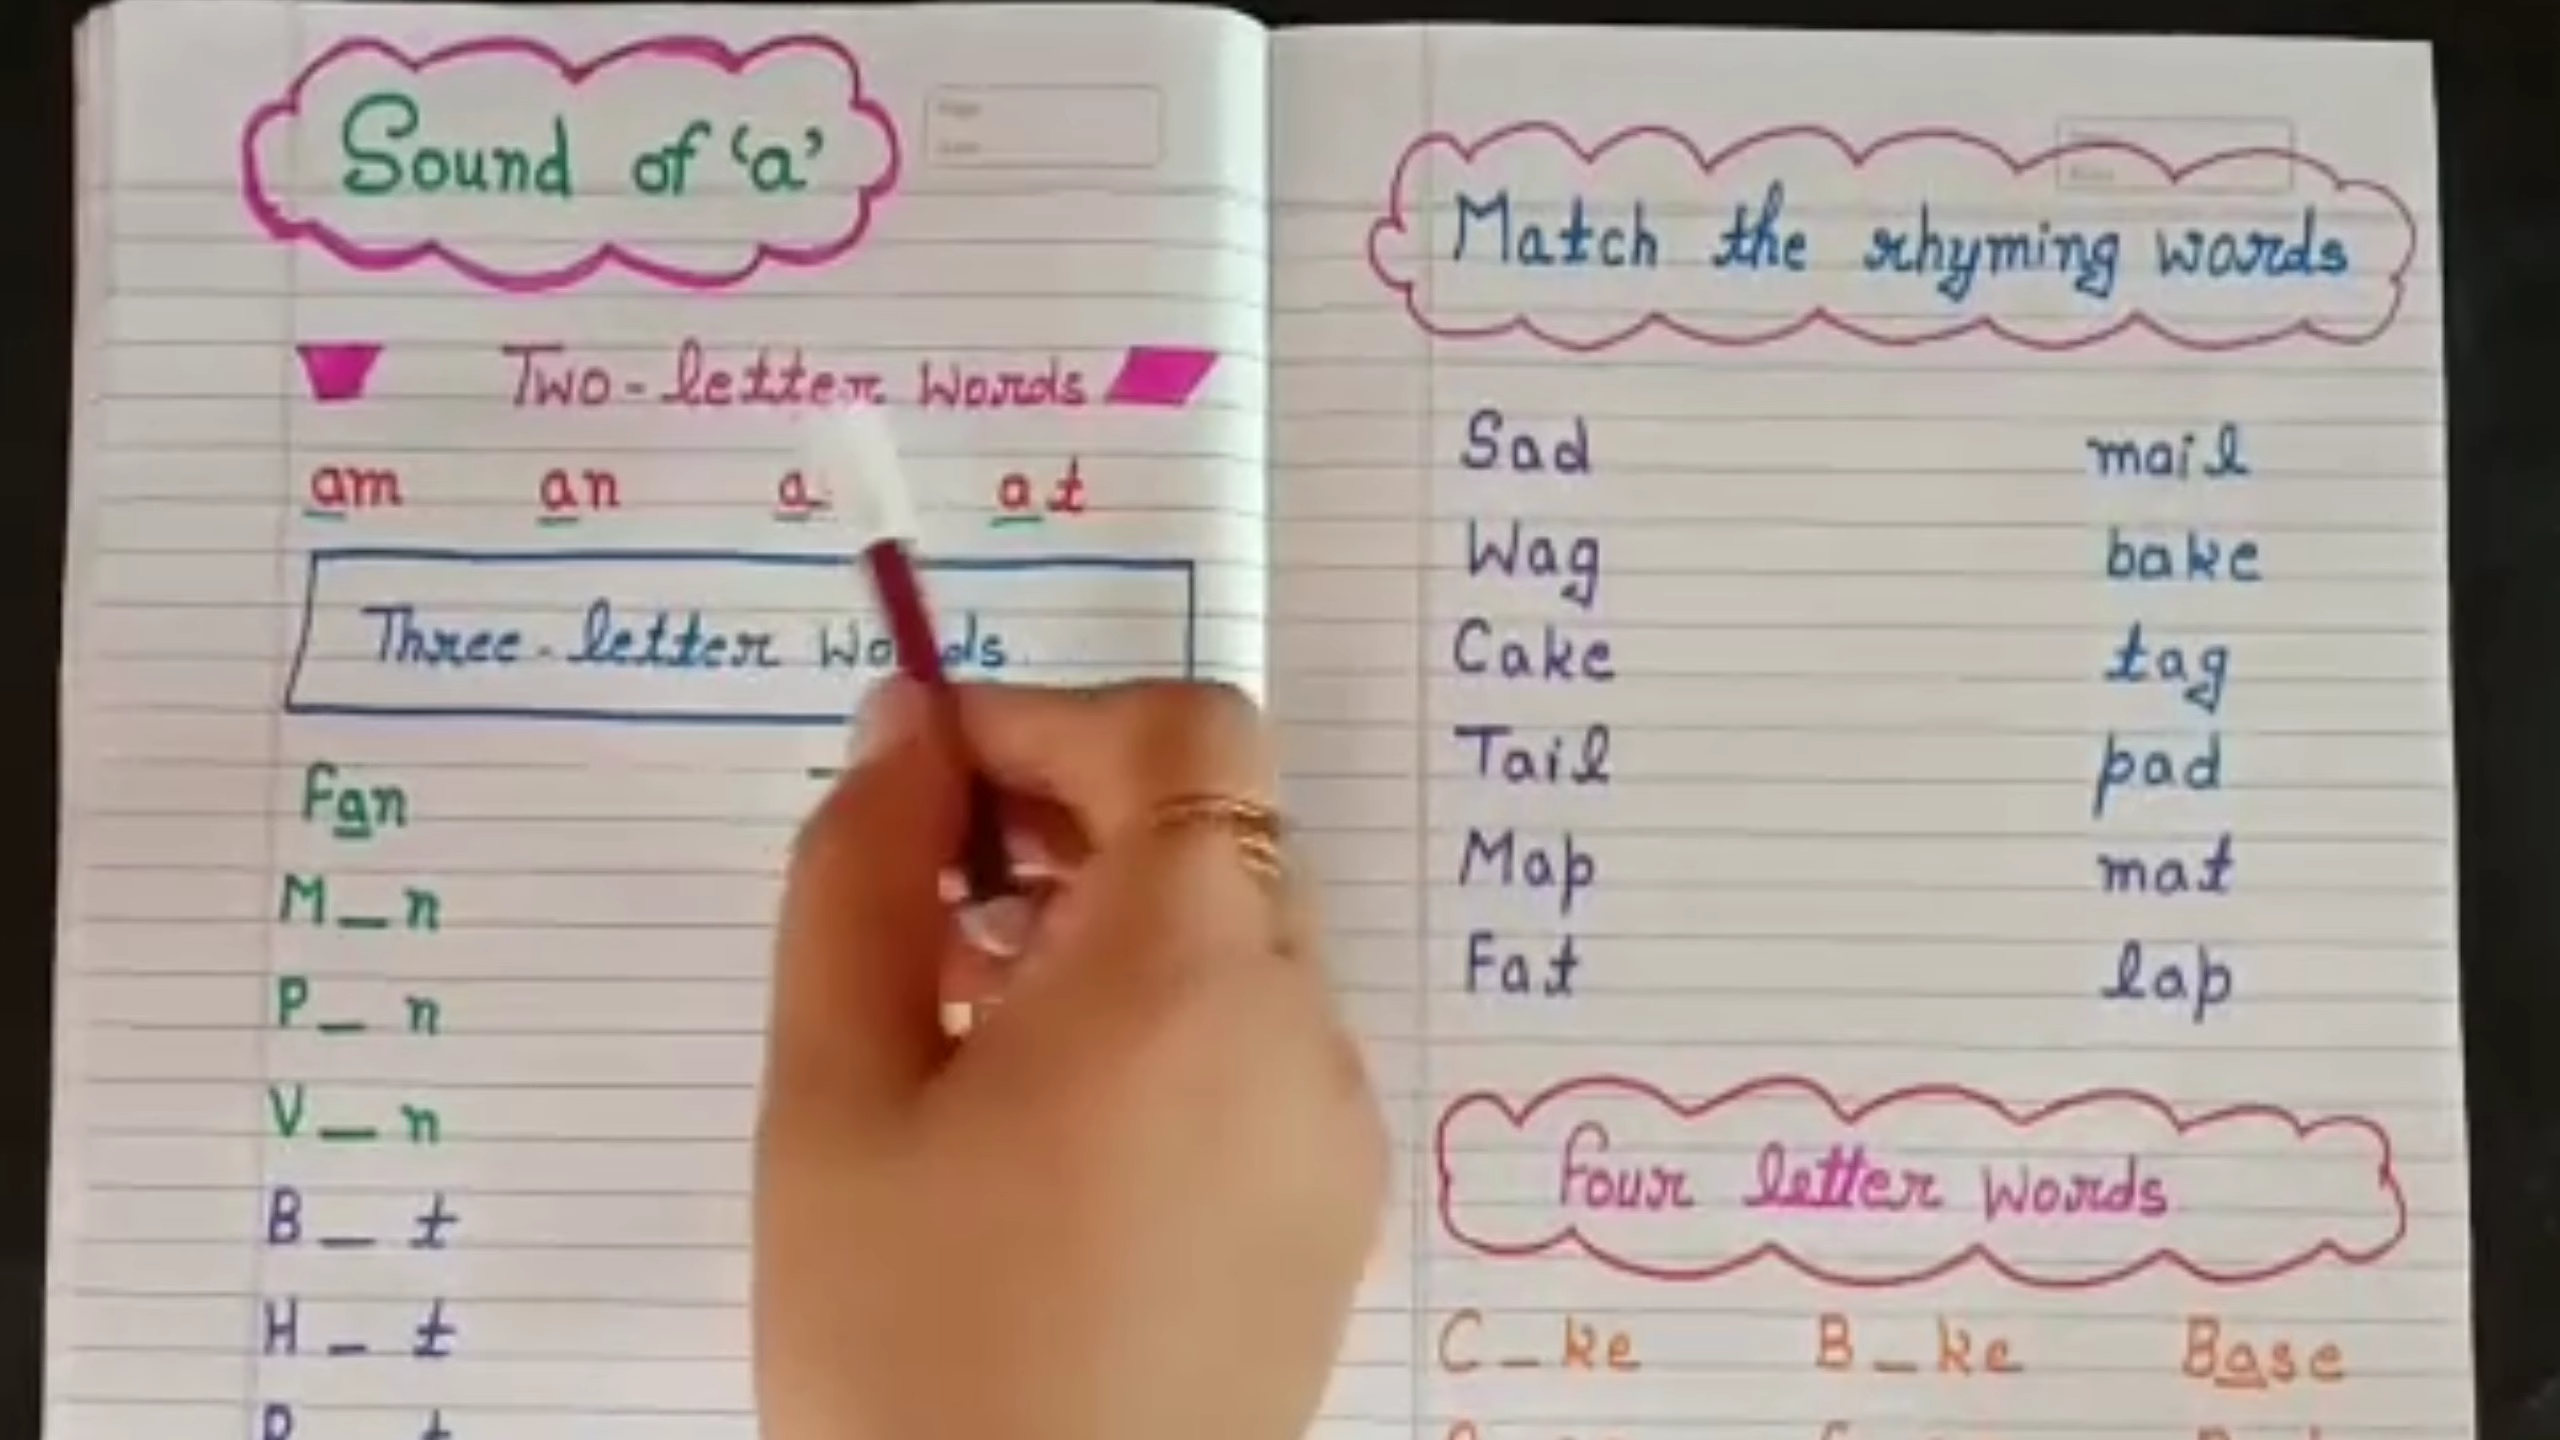 Sound of 'a'
Two-letter Words
am an a at
Three-letter Words
Fan
M_n
P_n
V_n
B_t
H_t
Match the rhyming words
Sad mail
Wag bake
Cake tag
Tail pad
Map mat
Fat lap
Four letter Words
C_ke B_ke Base